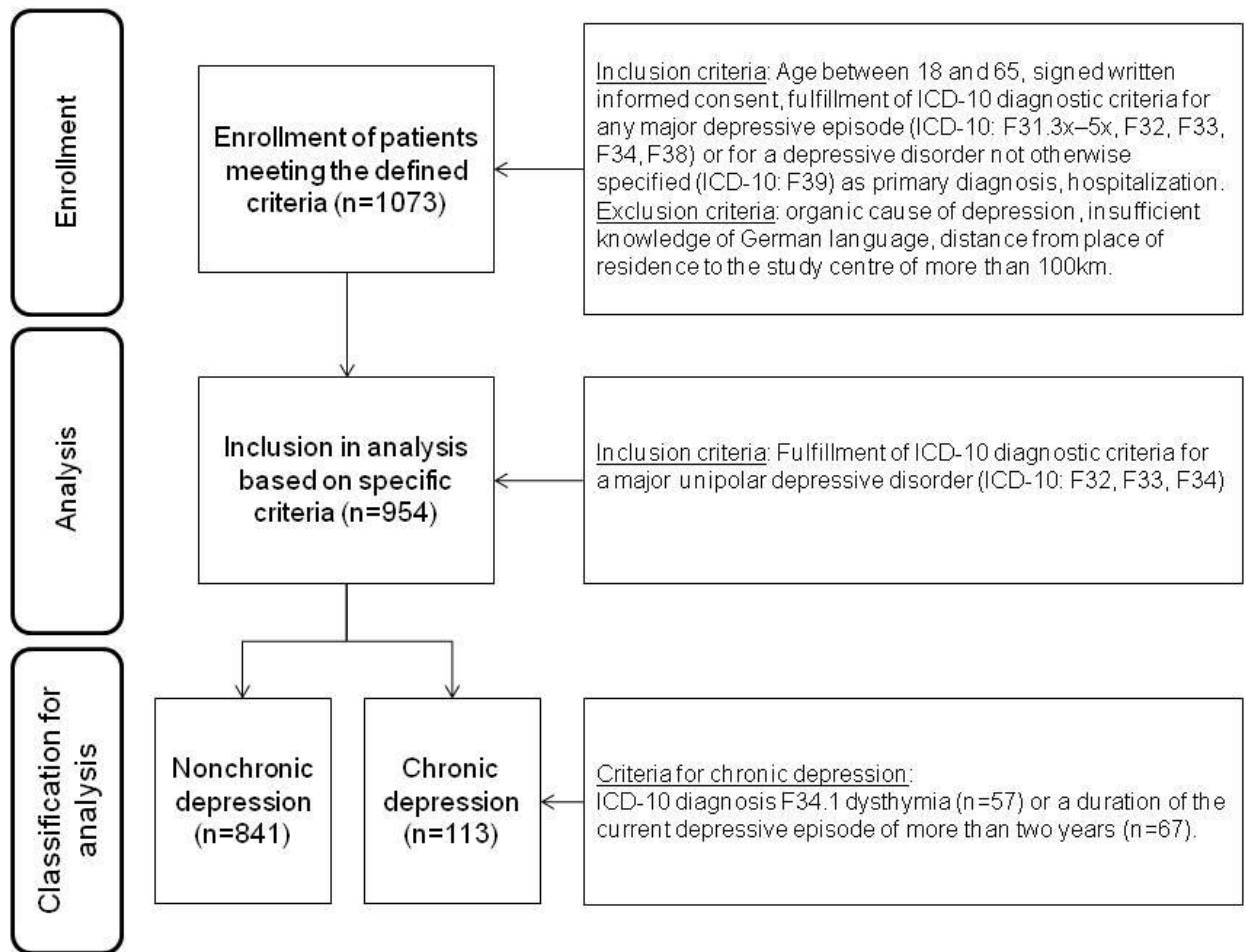 Enrollment
Enrollment of patients
meeting the defined
criteria (n=1073)
Inclusion criteria: Age between 18 and 65, signed written
informed consent, fulfillment of ICD-10 diagnostic criteria for
any major depressive episode (ICD-10: F31.3x–5x, F32, F33,
F34, F38) or for a depressive disorder not otherwise
specified (ICD-10: F39) as primary diagnosis, hospitalization.
Exclusion criteria: organic cause of depression, insufficient
knowledge of German language, distance from place of
residence to the study centre of more than 100km.
Analysis
Inclusion in analysis
based on specific
criteria (n=954)
Inclusion criteria: Fulfillment of ICD-10 diagnostic criteria for
a major unipolar depressive disorder (ICD-10: F32, F33, F34)
Classification for
analysis
Nonchronic
depression
(n=841)
Chronic
depression
(n=113)
Criteria for chronic depression:
ICD-10 diagnosis F34.1 dysthymia (n=57) or a duration of the
current depressive episode of more than two years (n=67).